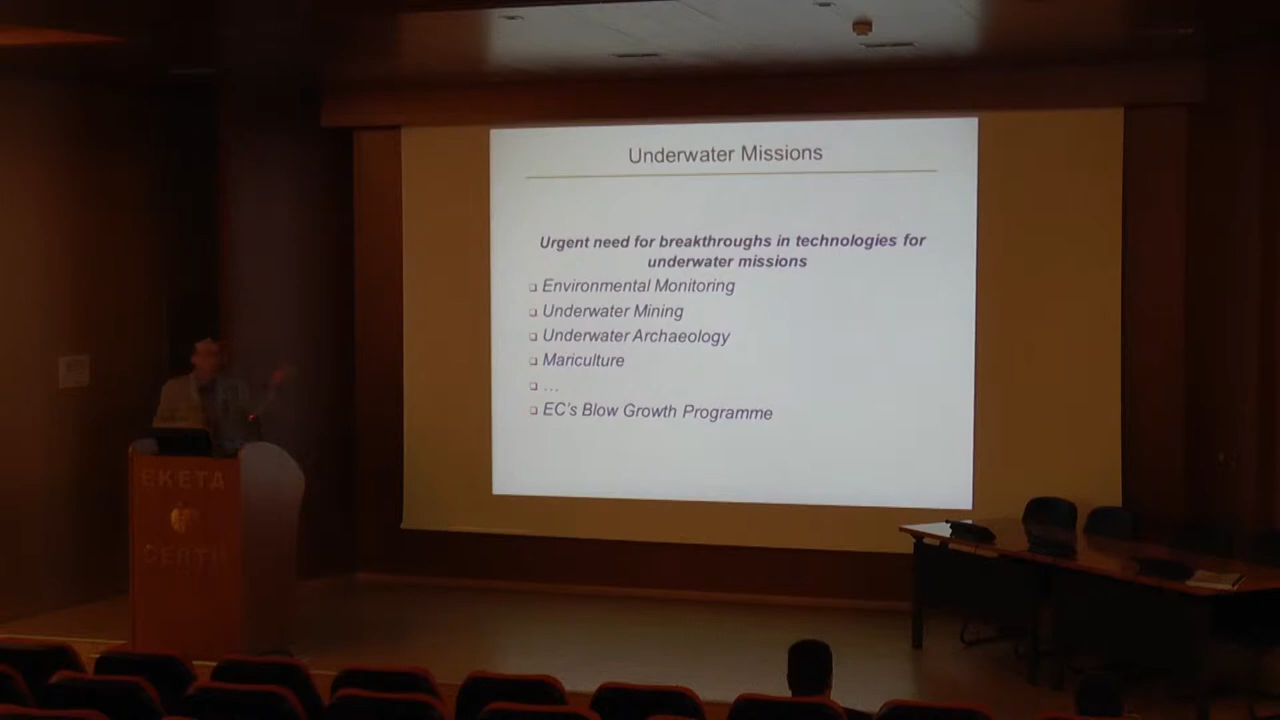 Underwater Missions
Urgent need for breakthroughs in technologies for
underwater missions
Environmental Monitoring
Underwater Mining
Underwater Archaeology
Mariculture
...
EC's Blow Growth Programme
EKETA
CERTH